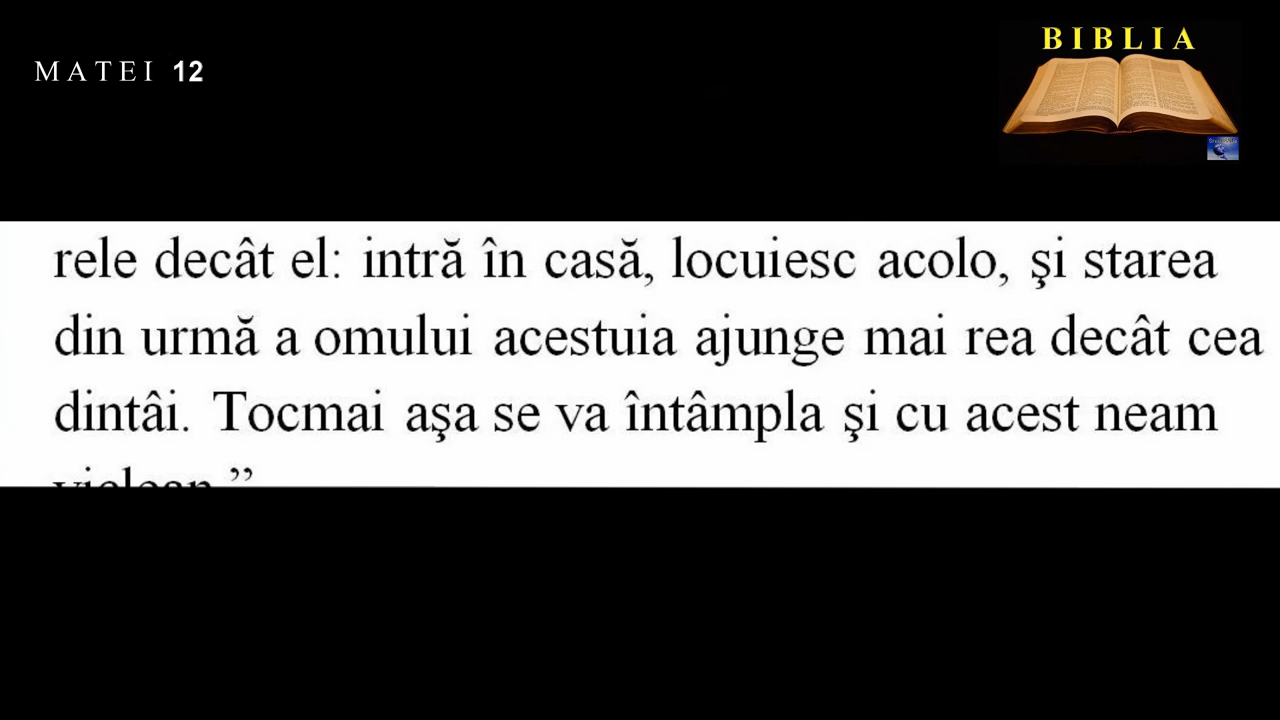 BIBLIA
MATEI 12
rele decât el: intră în casă, locuiesc acolo, şi starea
din urmă a omului acestuia ajunge mai rea decât cea
dintâi. Tocmai aşa se va întâmpla şi cu acest neam
viclean.”